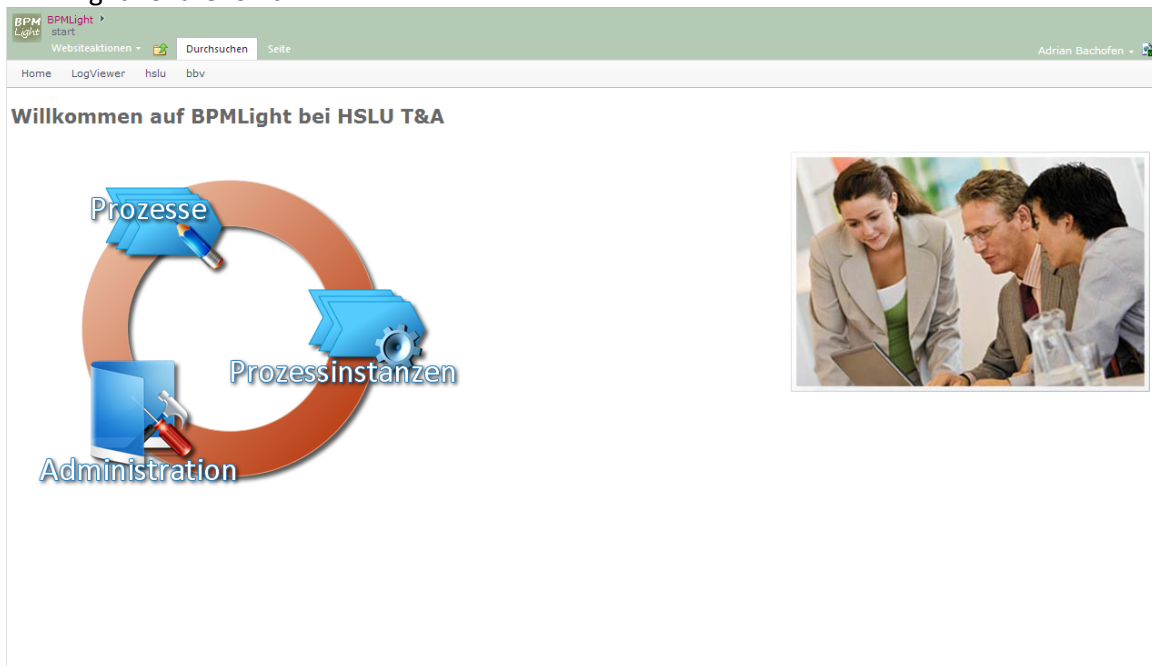 BPM
Light
BPMLight
start
Websiteaktionen
Durchsuchen
Seite
Adrian Bachofen
Home LogViewer hslu bbv
Willkommen auf BPMLight bei HSLU T&A
Prozesse
Prozessinstanzen
Administration